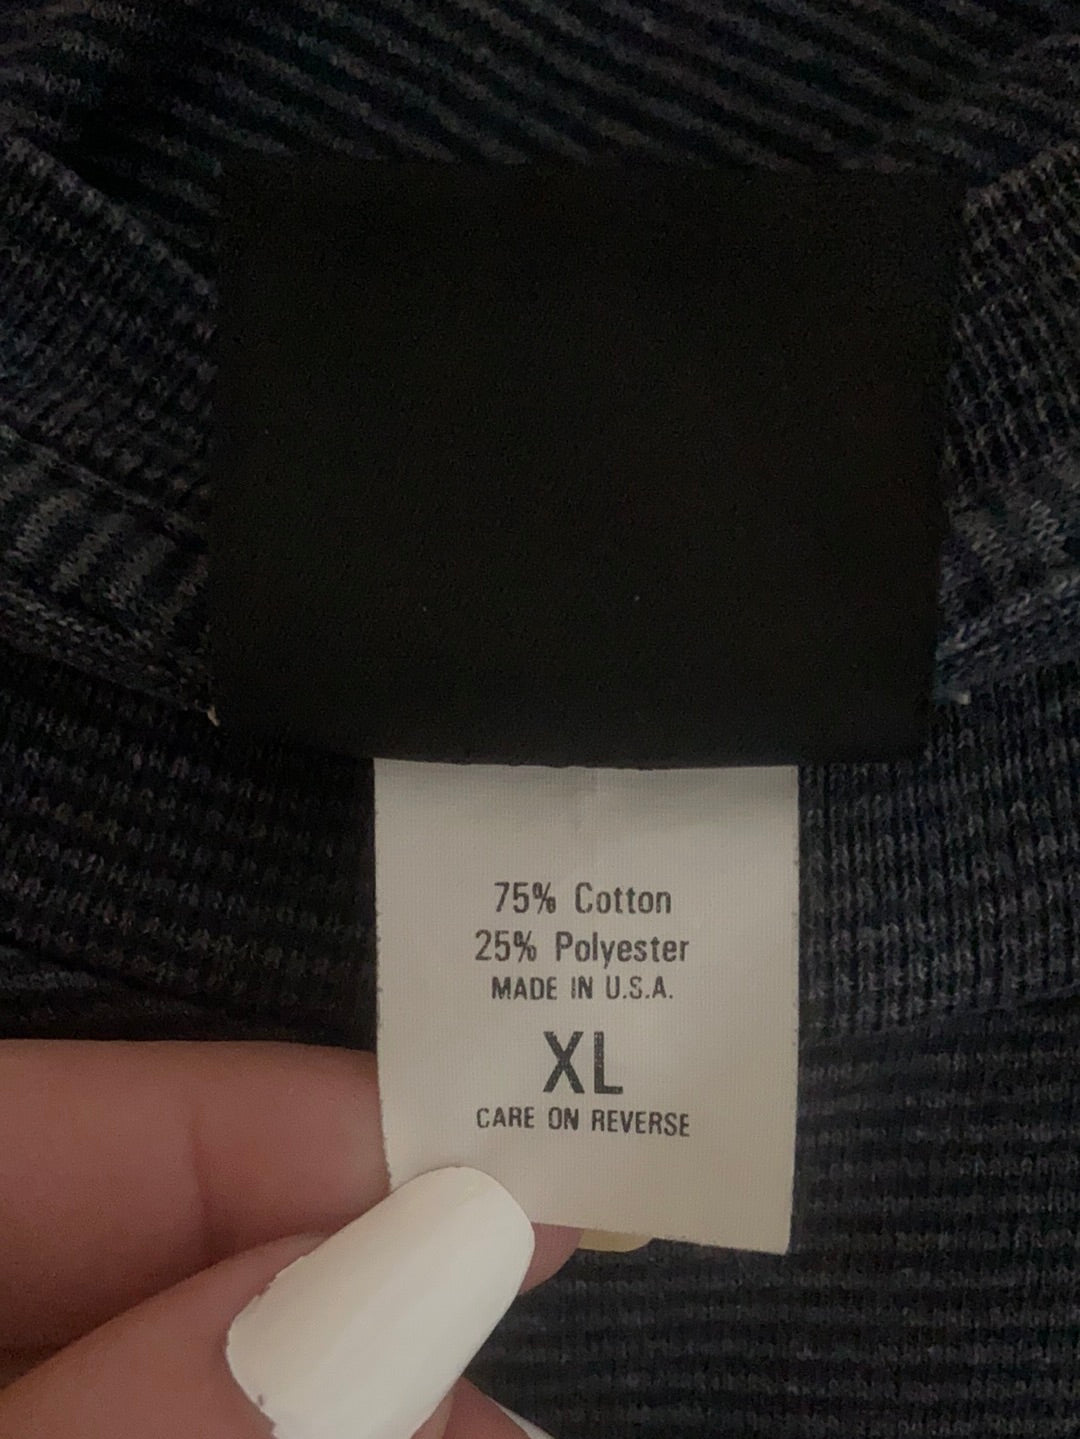 75% Cotton
25% Polyester
MADE IN U.S.A.
XL
CARE ON REVERSE